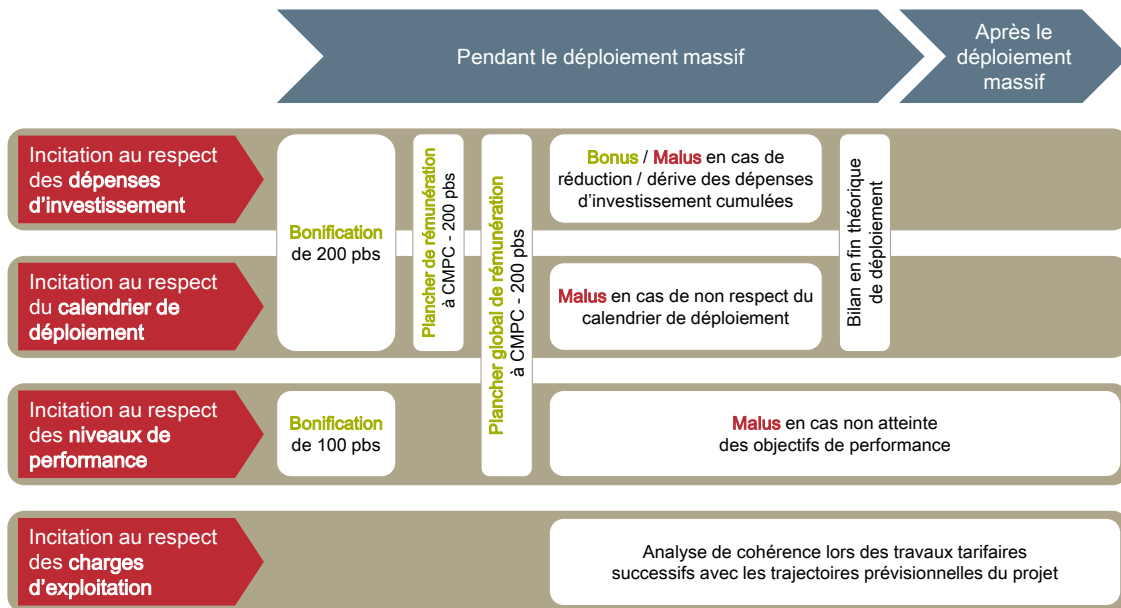 Pendant le déploiement massif
Après le
déploiement
massif
Incitation au respect
des dépenses
d'investissement
Bonification
de 200 pbs
Plancher de rémunération
à CMPC - 200 pbs
Plancher global de rémunération
à CMPC - 200 pbs
Bonus / Malus en cas de
réduction / dérive des dépenses
d'investissement cumulées
Bilan en fin théorique
de déploiement
Incitation au respect
du calendrier de
déploiement
Malus en cas de non respect du
calendrier de déploiement
Incitation au respect
des niveaux de
performance
Bonification
de 100 pbs
Malus en cas non atteinte
des objectifs de performance
Incitation au respect
des charges
d'exploitation
Analyse de cohérence lors des travaux tarifaires
successifs avec les trajectoires prévisionnelles du projet